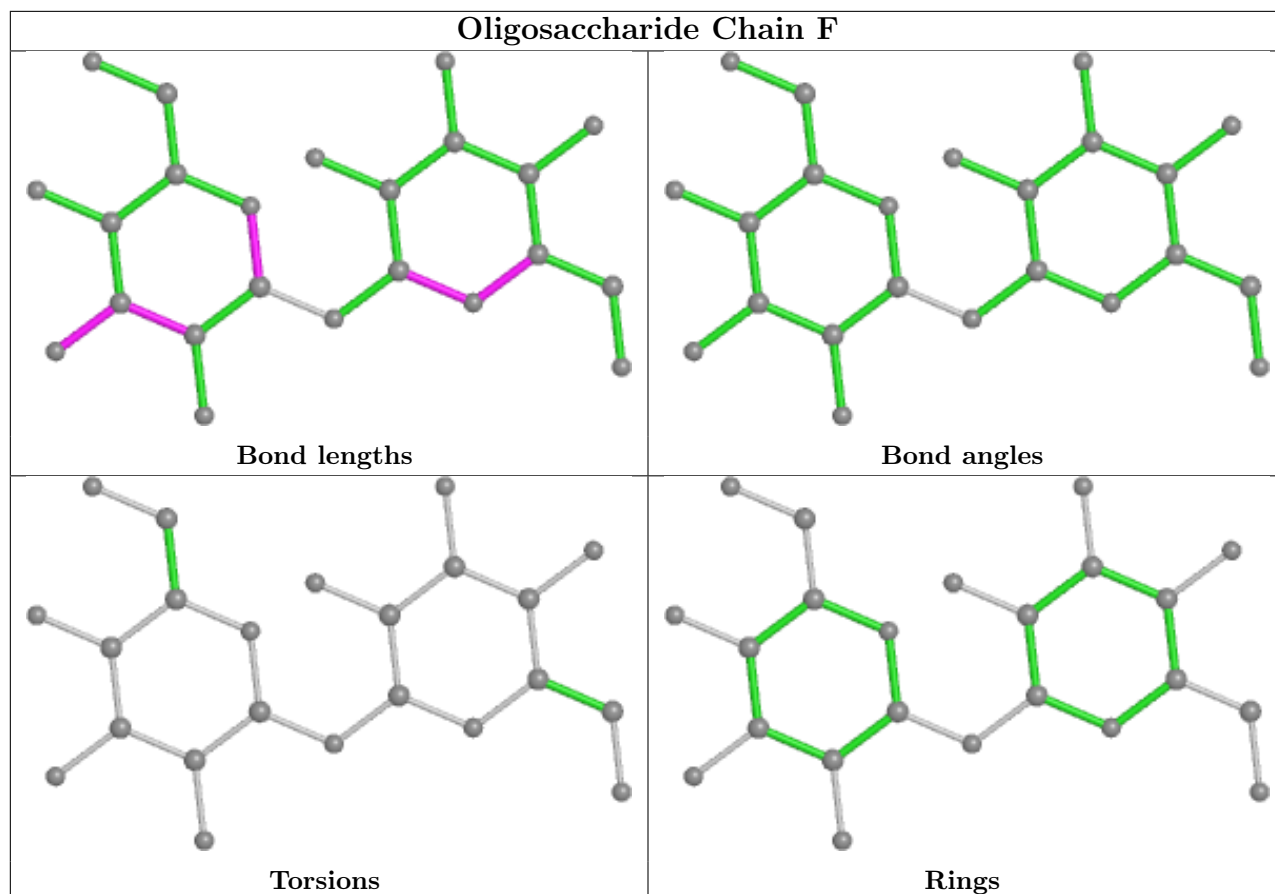 Oligosaccharide Chain F
Bond lengths
Bond angles
Torsions
Rings